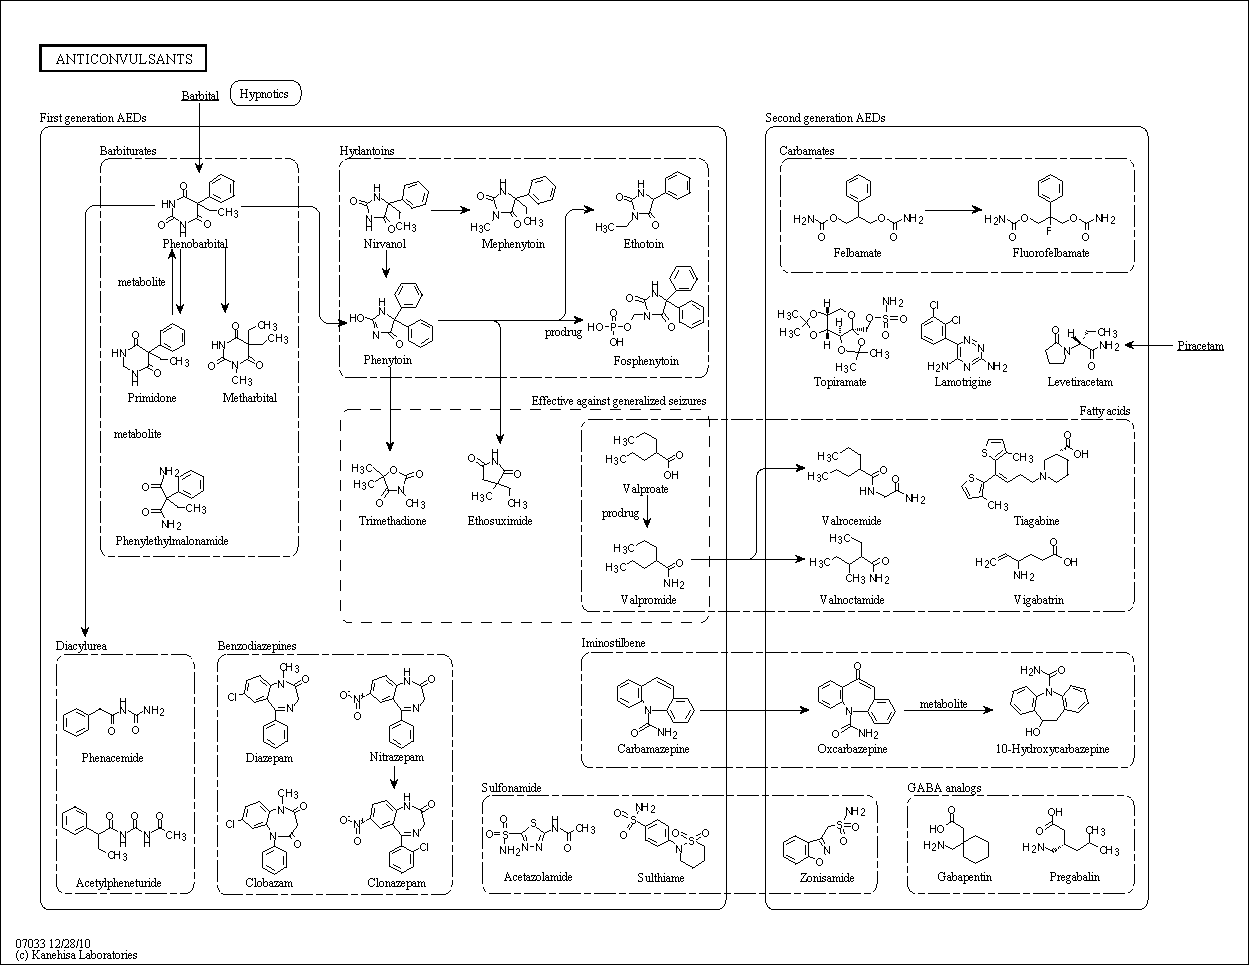 ANTICONVULSANTS
Barbital
Hypnotics
First generation AEDs
Second generation AEDs
Barbiturates
Hydantoins
Carbamates
Phenobarbital
Nirvanol
Mephenytoin
Ethotoin
Felbamate
Fluorofelbamate
metabolite
prodrug
Phenytoin
Fosphenytoin
Topiramate
Lamotrigine
Levetiracetam
Piracetam
Primidone
Metharbital
Effective against generalized seizures
Fatty acids
metabolite
Valproate
prodrug
Trimethadione
Ethosuximide
Valrocemide
Tiagabine
Phenylethylmalonamide
Valpromide
Valnoctamide
Vigabatrin
Diacylurea
Benzodiazepines
Iminostilbene
metabolite
Phenacemide
Diazepam
Nitrazepam
Carbamazepine
Oxcarbazepine
10-Hydroxycarbazepine
Sulfonamide
GABA analogs
Acetylpheneturide
Clobazam
Clonazepam
Acetazolamide
Sulthiame
Zonisamide
Gabapentin
Pregabalin
07033 12/28/10
(c) Kanehisa Laboratories